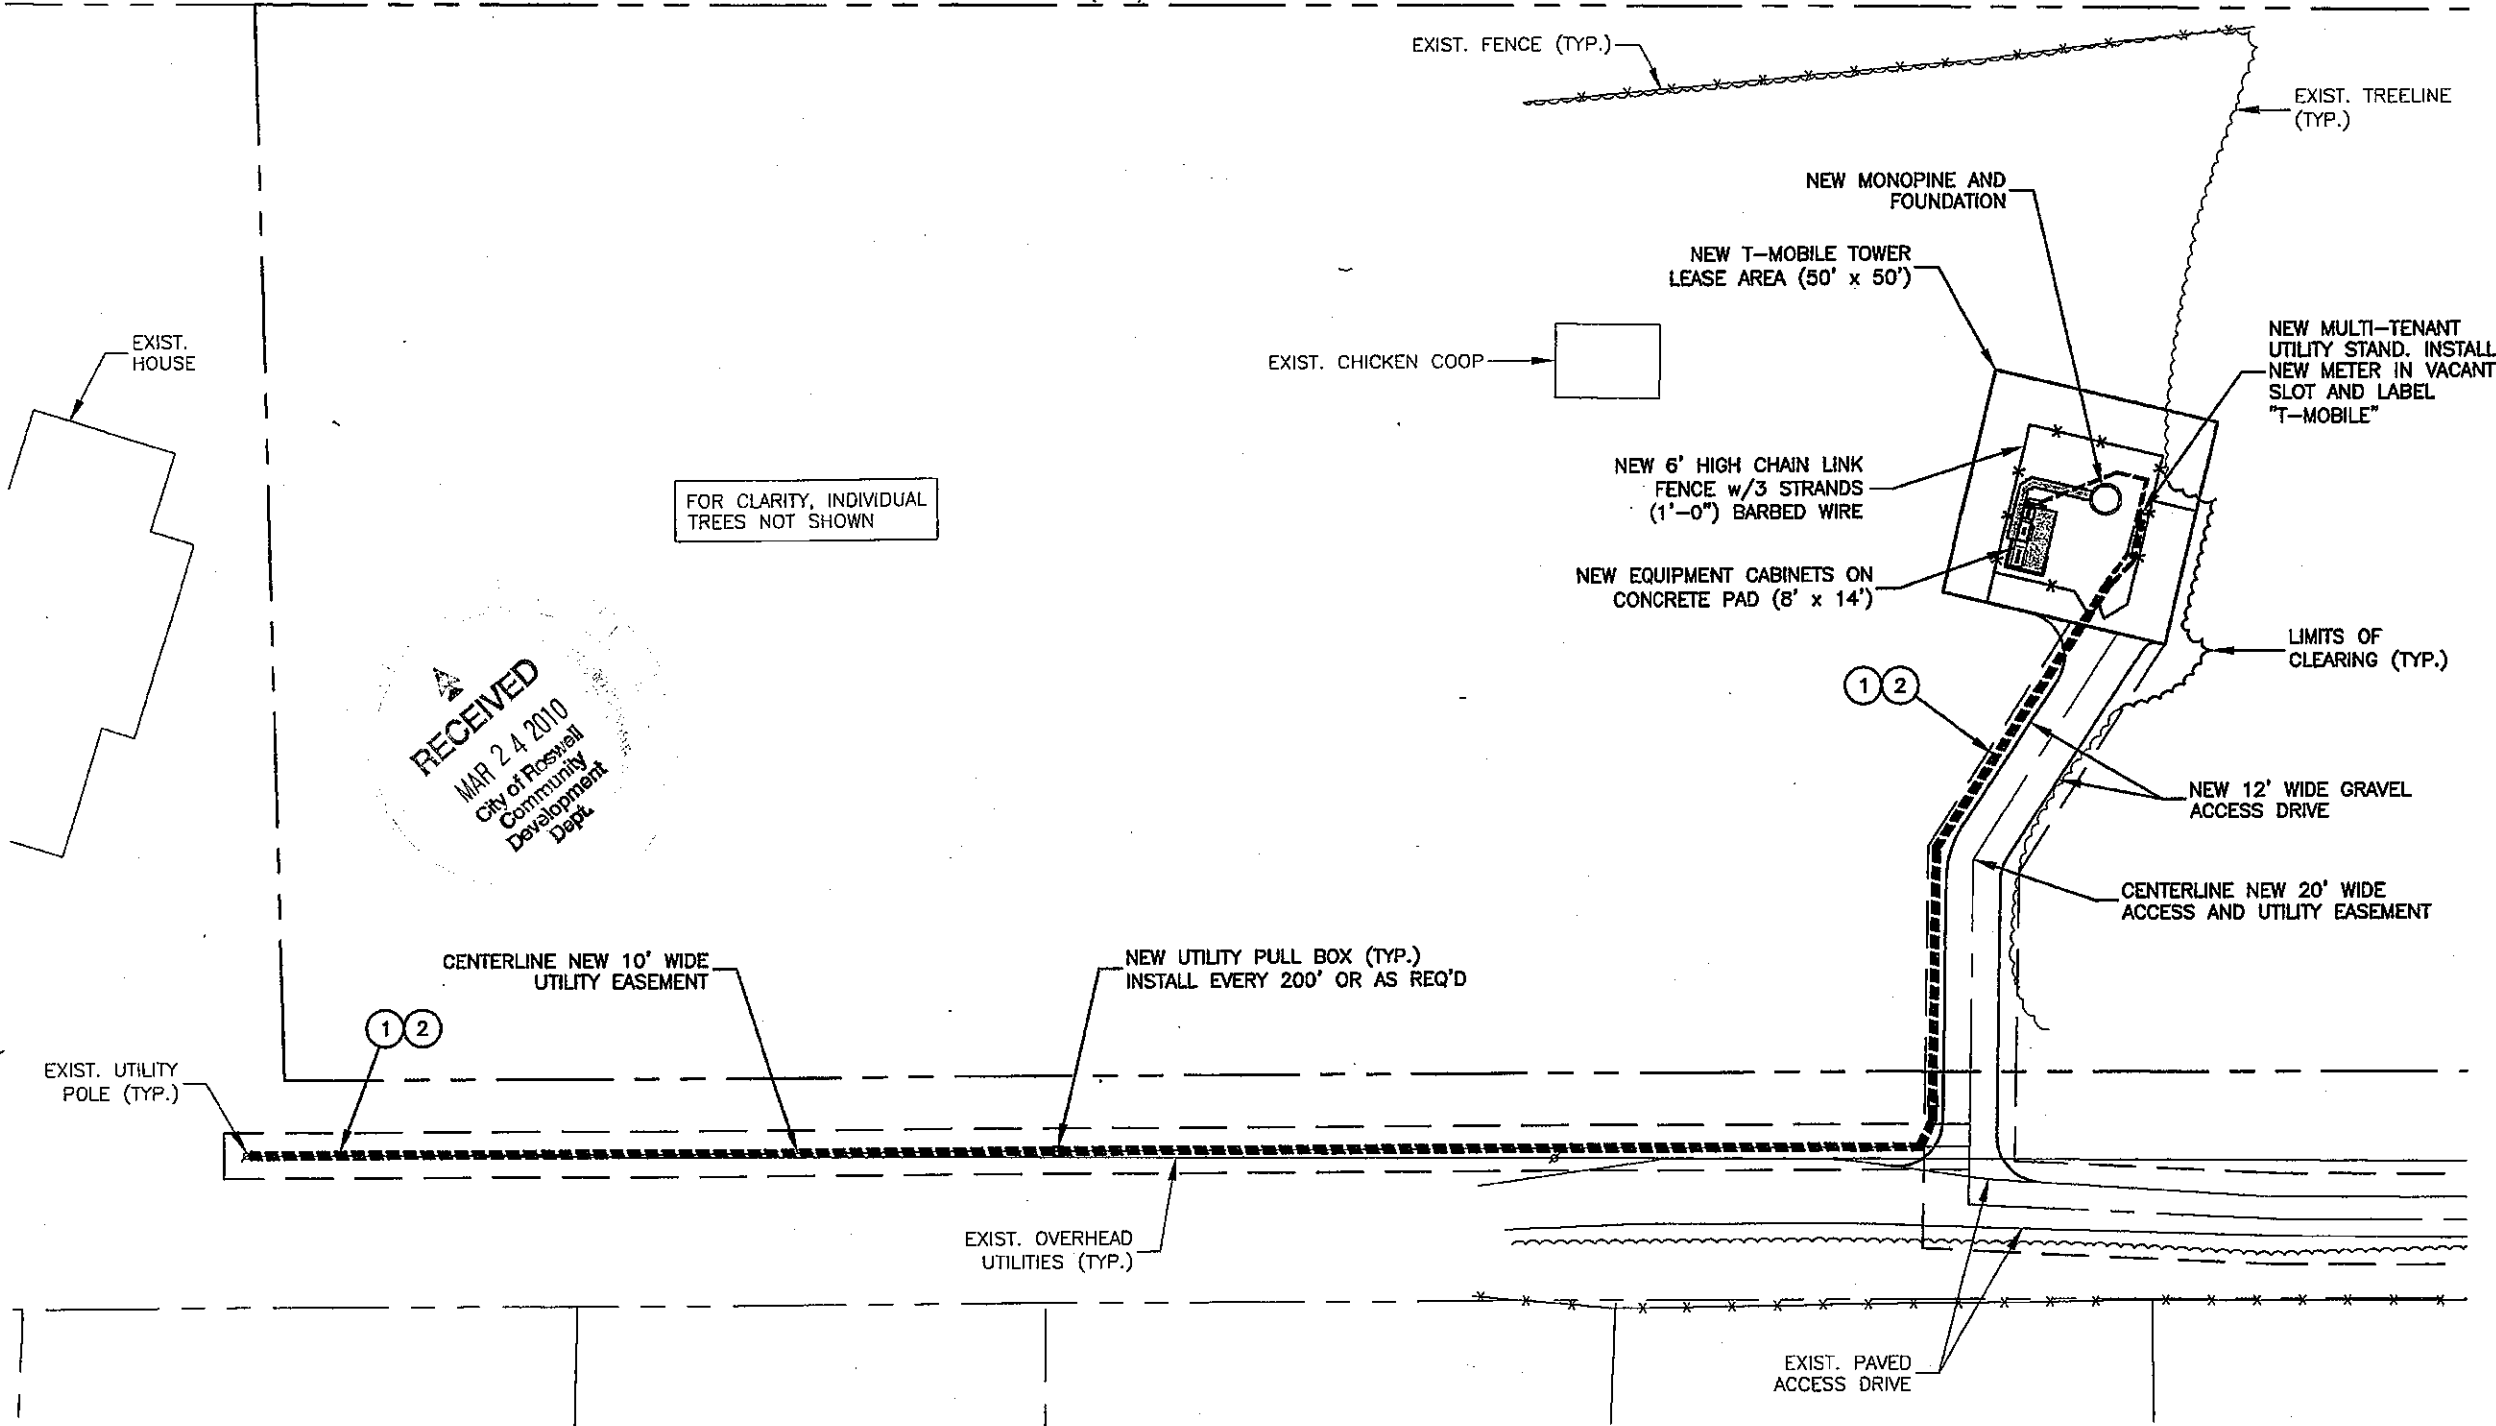 EXIST. FENCE (TYP.)
EXIST. TREELINE
(TYP.)
NEW MONOPINE AND
FOUNDATION
NEW T-MOBILE TOWER
LEASE AREA (50' x 50')
NEW MULTI-TENANT
UTILITY STAND. INSTALL
NEW METER IN VACANT
SLOT AND LABEL
"T-MOBILE"
EXIST.
HOUSE
EXIST. CHICKEN COOP
NEW 6' HIGH CHAIN LINK
FENCE w/3 STRANDS
(1'-0") BARBED WIRE
FOR CLARITY, INDIVIDUAL
TREES NOT SHOWN
NEW EQUIPMENT CABINETS ON
CONCRETE PAD (8' x 14')
LIMITS OF
CLEARING (TYP.)
RECEIVED
MAR 24 2010
City of Roswell
Community
Development
Dept.
1 2
NEW 12' WIDE GRAVEL
ACCESS DRIVE
CENTERLINE NEW 20' WIDE
ACCESS AND UTILITY EASEMENT
CENTERLINE NEW 10' WIDE
UTILITY EASEMENT
NEW UTILITY PULL BOX (TYP.)
INSTALL EVERY 200' OR AS REQ'D
1 2
EXIST. UTILITY
POLE (TYP.)
EXIST. OVERHEAD
UTILITIES (TYP.)
EXIST. PAVED
ACCESS DRIVE